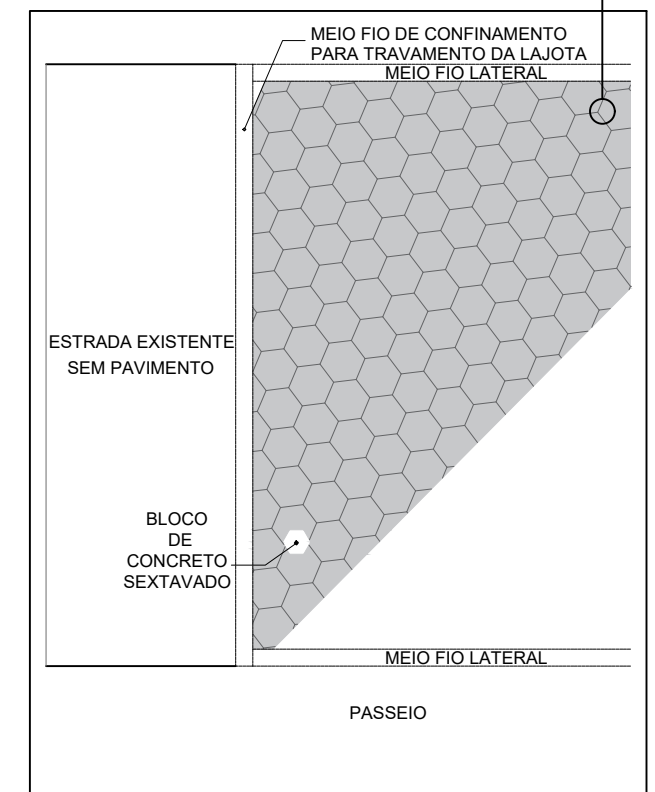 MEIO FIO DE CONFINAMENTO
PARA TRAVAMENTO DA LAJOTA
MEIO FIO LATERAL
ESTRADA EXISTENTE
SEM PAVIMENTO
BLOCO
DE
CONCRETO
SEXTAVADO
MEIO FIO LATERAL
PASSEIO